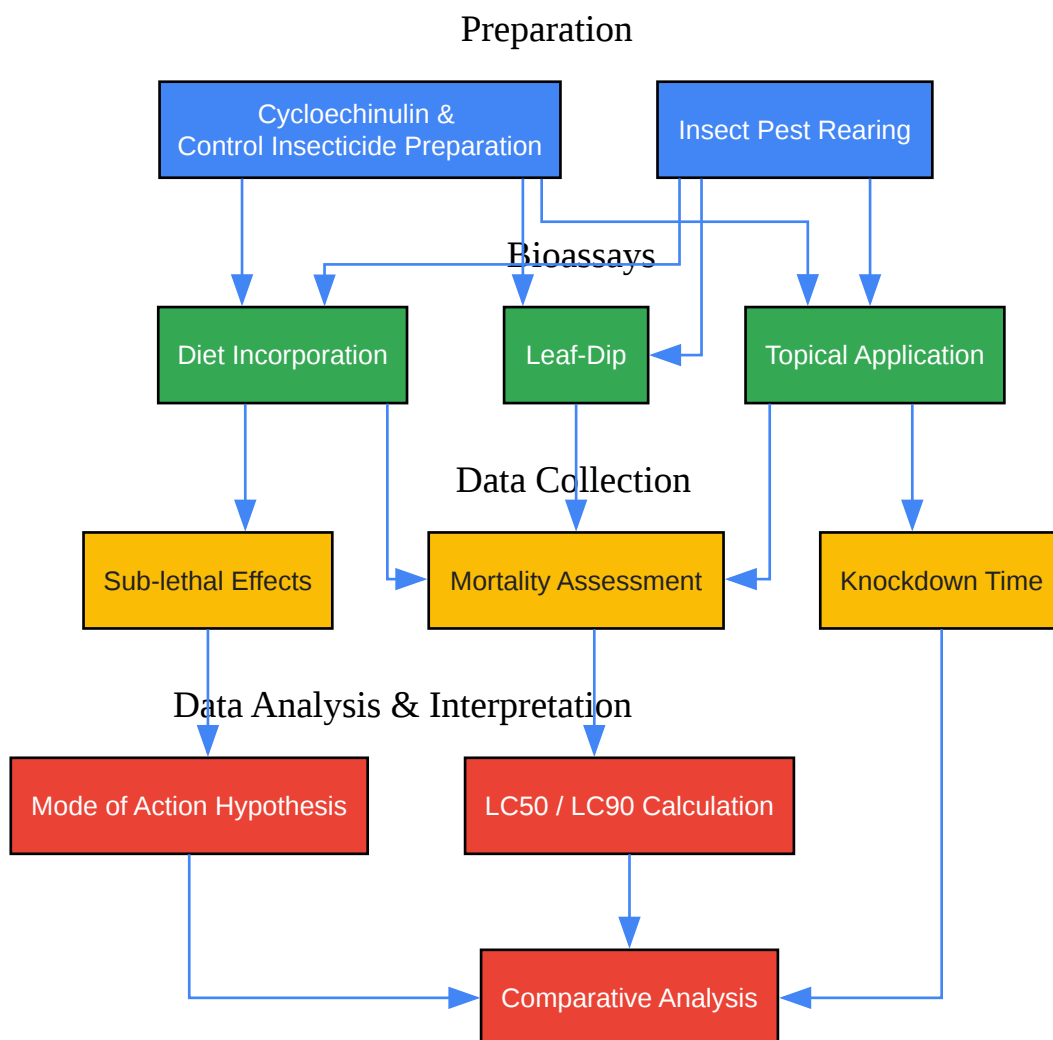 Preparation
Cycloechinulin &
Control Insecticide Preparation
Insect Pest Rearing
Bioassays
Diet Incorporation
Leaf-Dip
Topical Application
Data Collection
Sub-lethal Effects
Mortality Assessment
Knockdown Time
Data Analysis & Interpretation
Mode of Action Hypothesis
LC50 / LC90 Calculation
Comparative Analysis